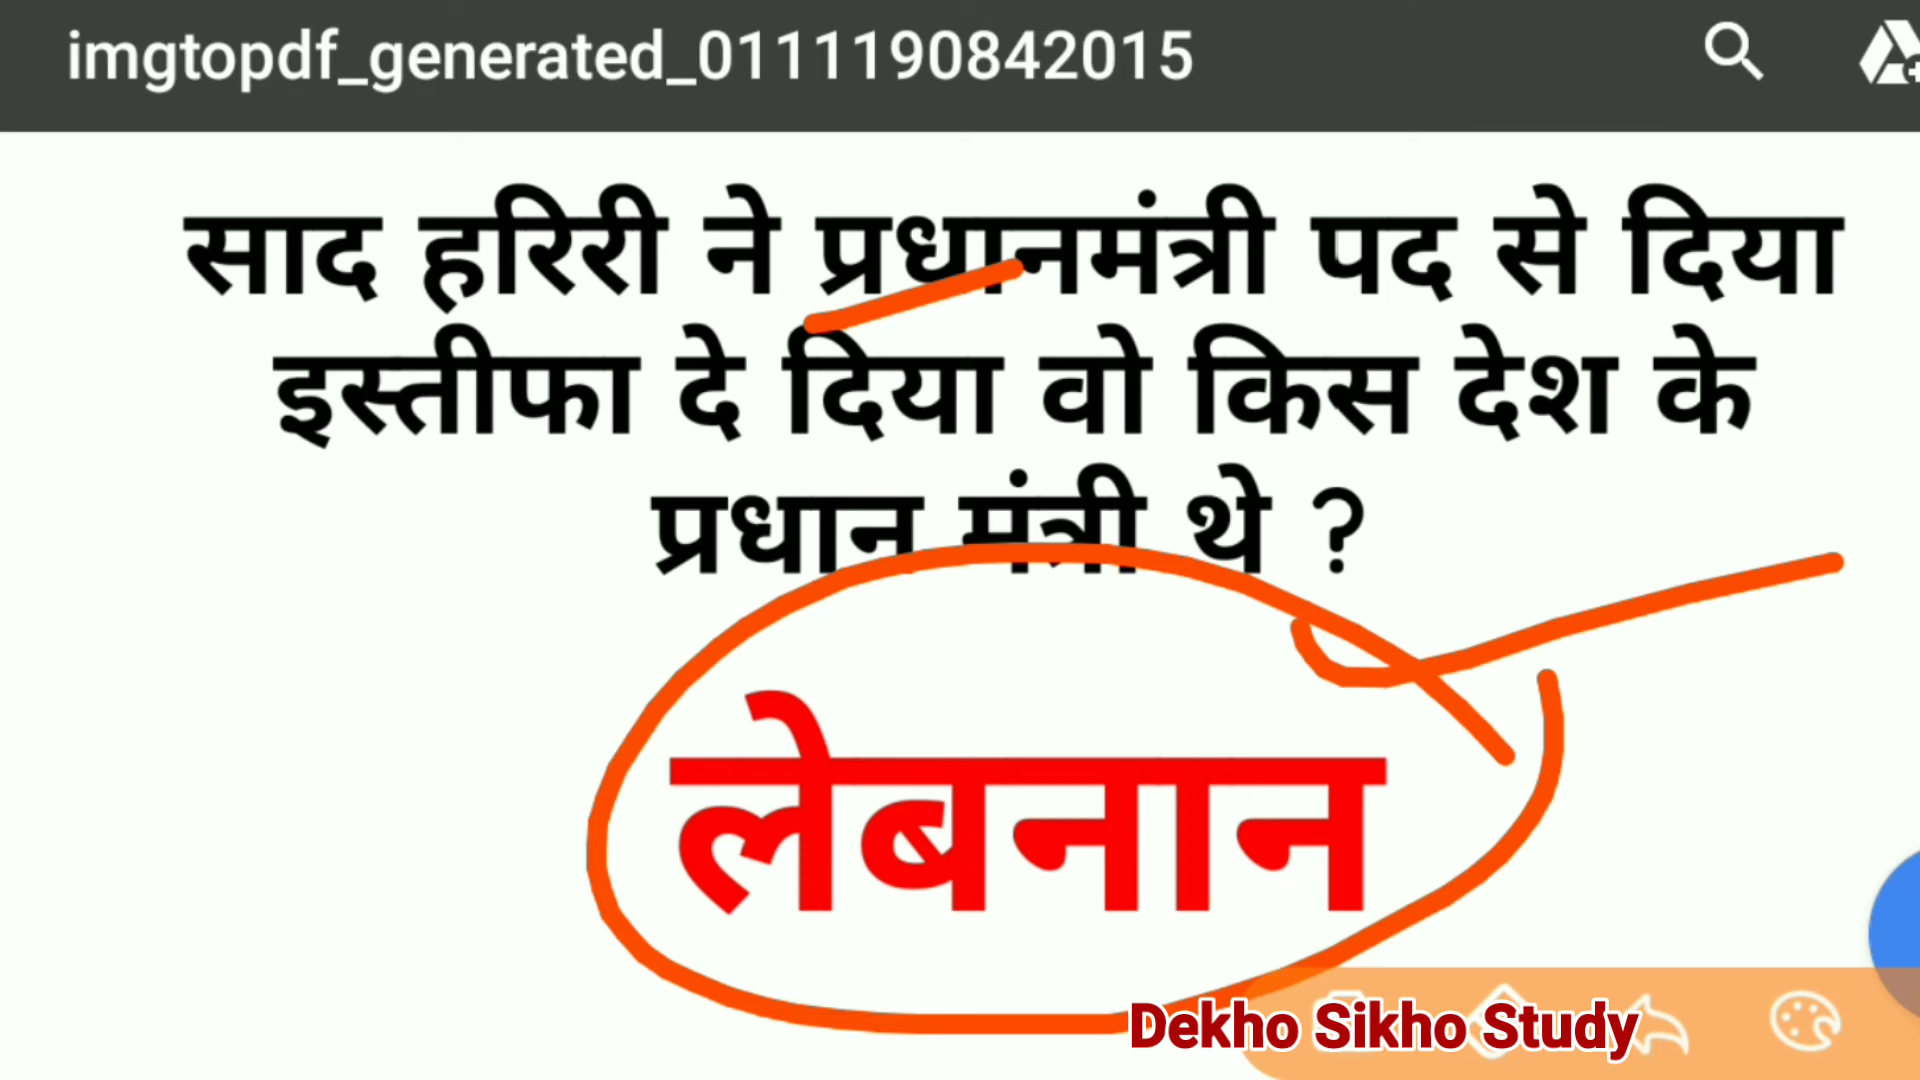 imgtopdf_generated_0111190842015
साद हरिरी ने प्रधानमंत्री पद से दिया
इस्तीफा दे दिया वो किस देश के
प्रधान मंत्री थे ?
लेबनान
Dekho Sikho Study